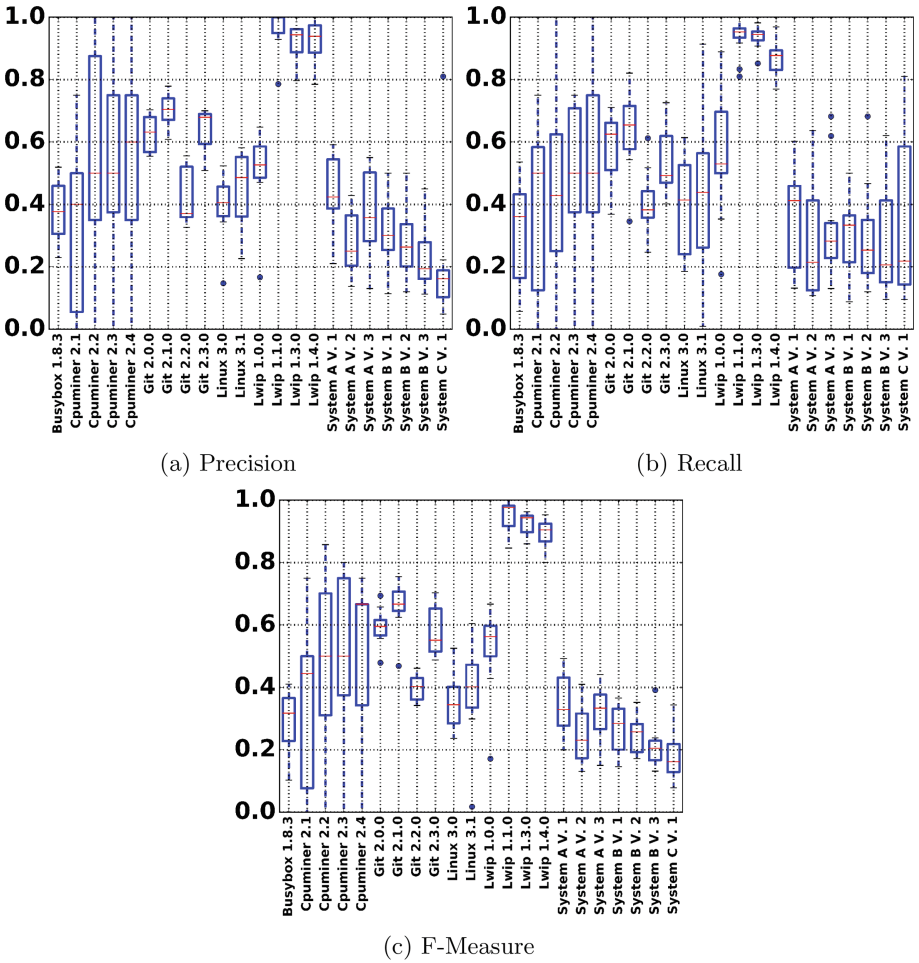 1.0
0.8
0.6
0.4
0.2
0.0
Busybox 1.8.3
Cpuminer 2.1
Cpuminer 2.2
Cpuminer 2.3
Cpuminer 2.4
Git 2.0.0
Git 2.1.0
Git 2.2.0
Git 2.3.0
Linux 3.0
Linux 3.1
Lwip 1.0.0
Lwip 1.1.0
Lwip 1.3.0
Lwip 1.4.0
System A V. 1
System A V. 2
System A V. 3
System B V. 1
System B V. 2
System B V. 3
System C V. 1
(a) Precision
1.0
0.8
0.6
0.4
0.2
0.0
Busybox 1.8.3
Cpuminer 2.1
Cpuminer 2.2
Cpuminer 2.3
Cpuminer 2.4
Git 2.0.0
Git 2.1.0
Git 2.2.0
Git 2.3.0
Linux 3.0
Linux 3.1
Lwip 1.0.0
Lwip 1.1.0
Lwip 1.3.0
Lwip 1.4.0
System A V. 1
System A V. 2
System A V. 3
System B V. 1
System B V. 2
System B V. 3
System C V. 1
(b) Recall
1.0
0.8
0.6
0.4
0.2
0.0
Busybox 1.8.3
Cpuminer 2.1
Cpuminer 2.2
Cpuminer 2.3
Cpuminer 2.4
Git 2.0.0
Git 2.1.0
Git 2.2.0
Git 2.3.0
Linux 3.0
Linux 3.1
Lwip 1.0.0
Lwip 1.1.0
Lwip 1.3.0
Lwip 1.4.0
System A V. 1
System A V. 2
System A V. 3
System B V. 1
System B V. 2
System B V. 3
System C V. 1
(c) F-Measure